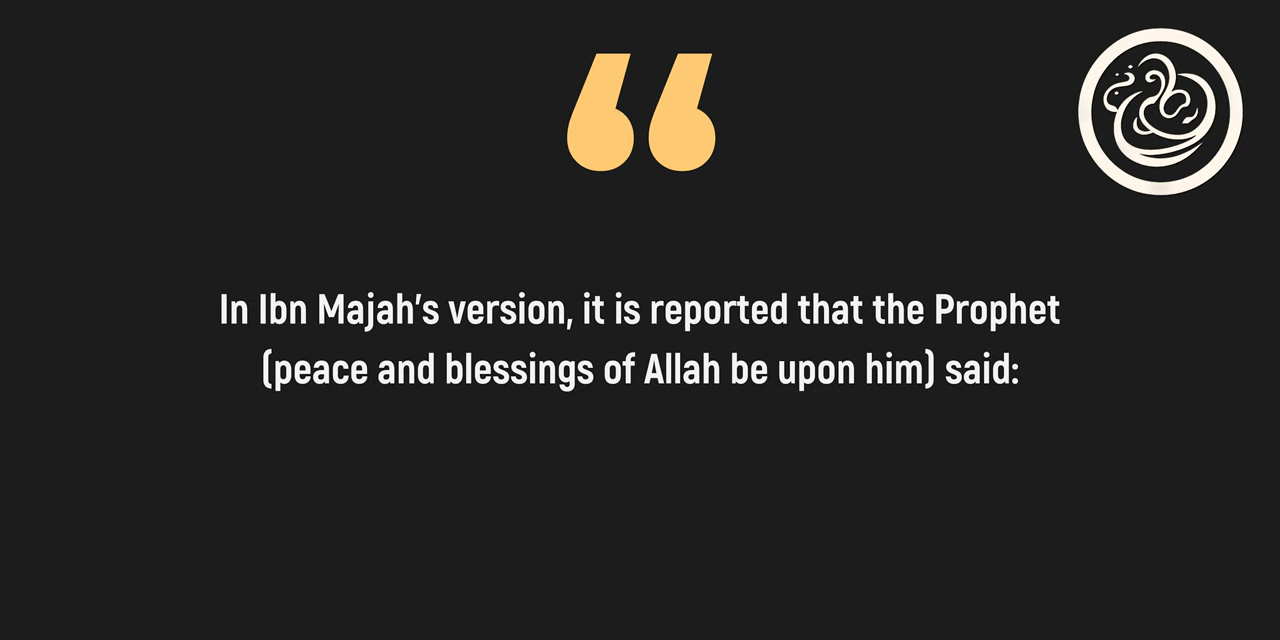 In Ibn Majah's version, it is reported that the Prophet
(peace and blessings of Allah be upon him) said: